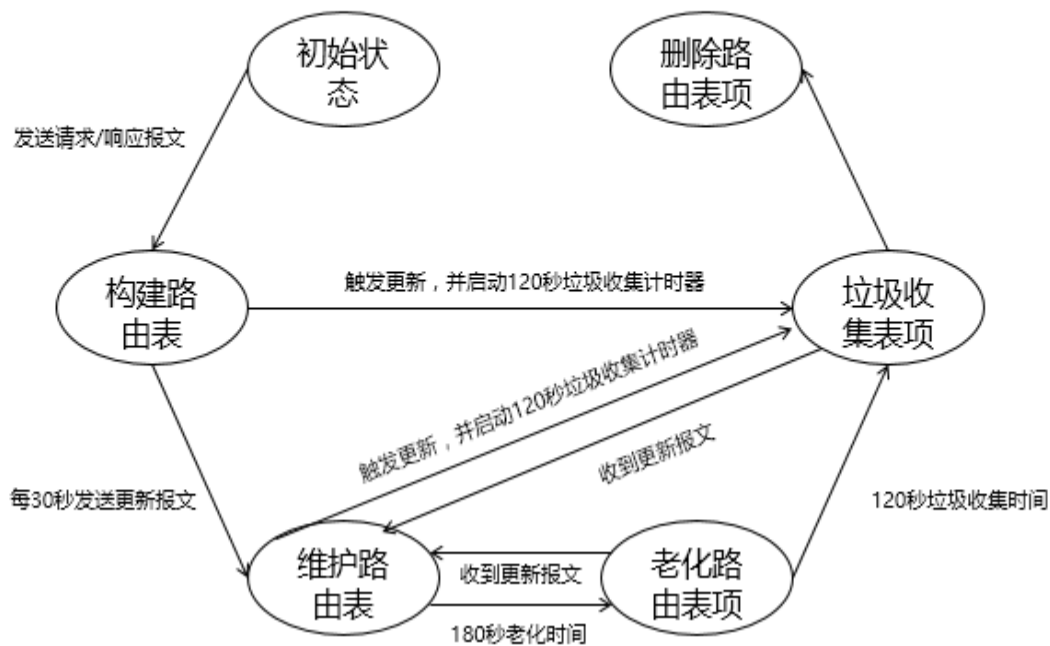 初始状
态
删除路
由表项
发送请求/响应报文
构建路
由表
触发更新，并启动120秒垃圾收集计时器
垃圾收
集表项
触发更新，并启动120秒垃圾收集计时器
收到更新报文
每30秒发送更新报文
120秒垃圾收集时间
维护路
由表
收到更新报文
老化路
由表项
180秒老化时间